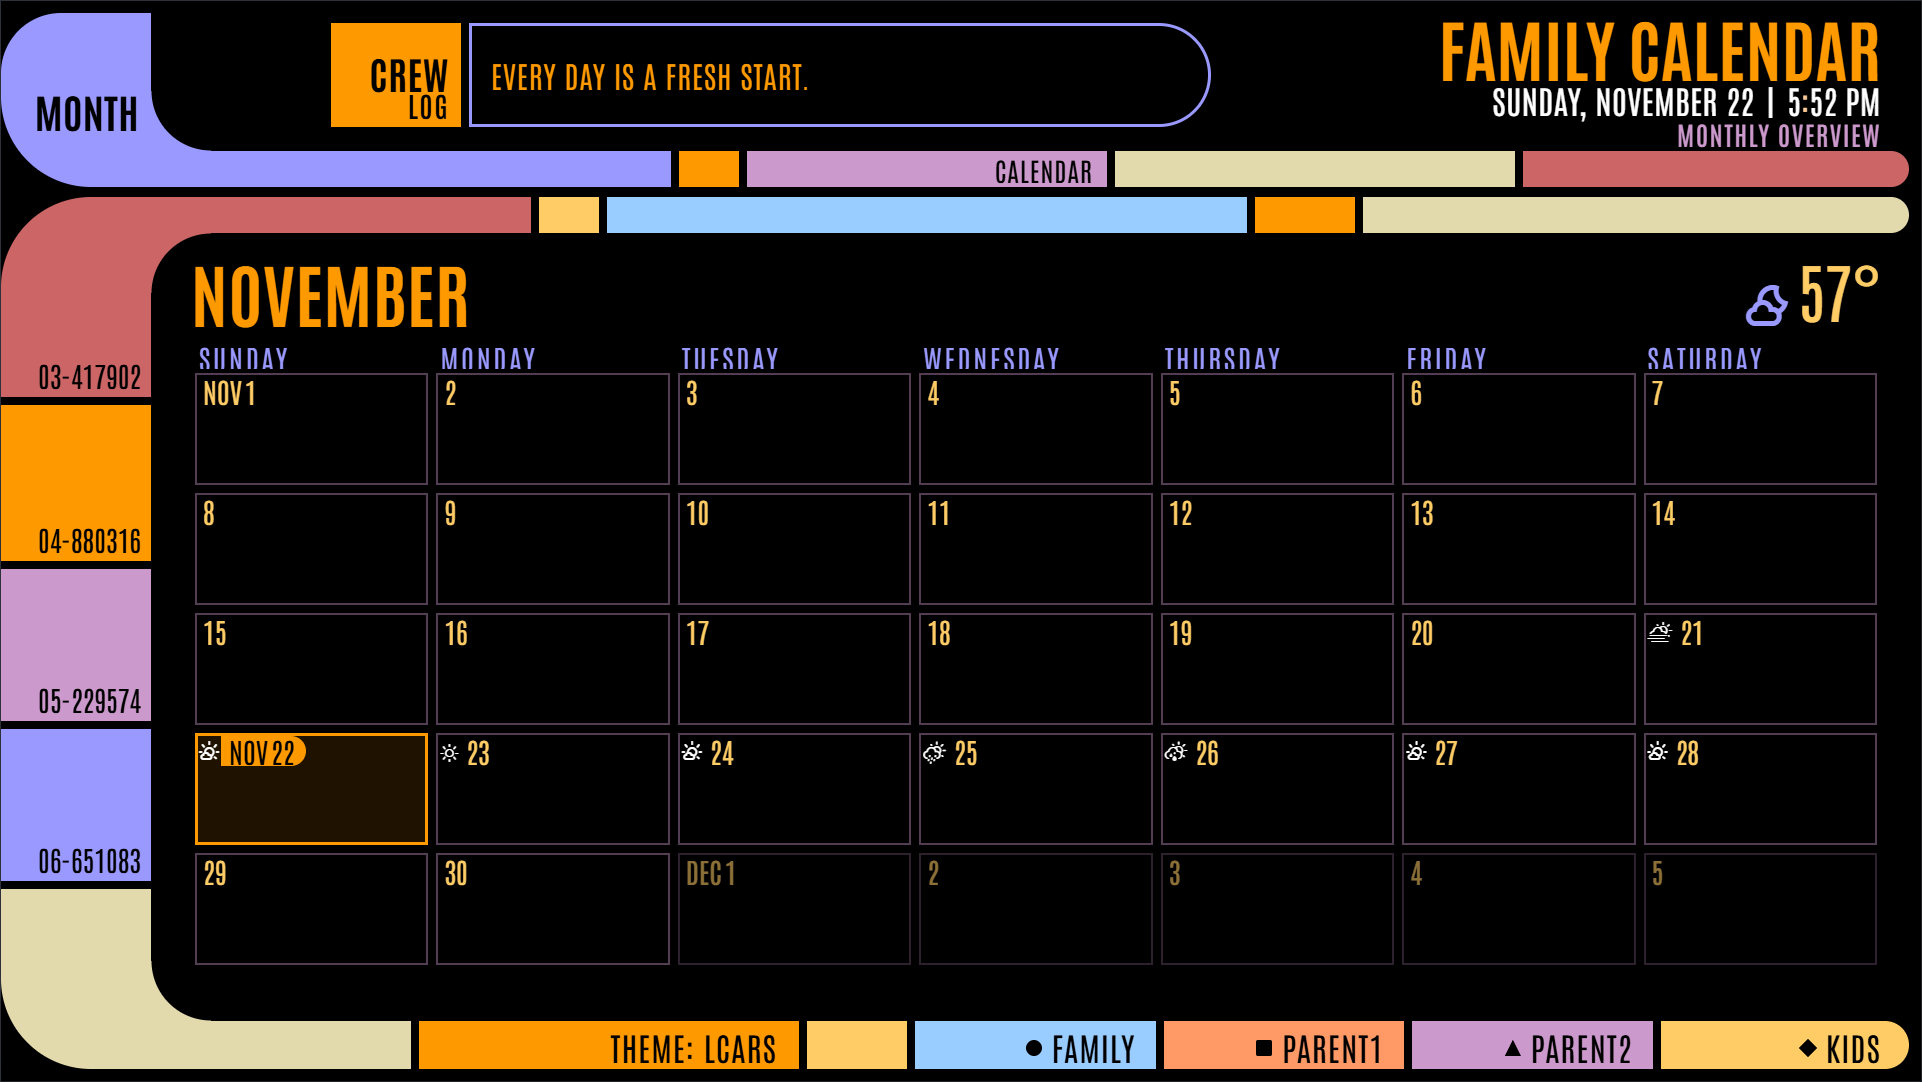 MONTH
CREW
LOG
EVERY DAY IS A FRESH START.
FAMILY CALENDAR
SUNDAY, NOVEMBER 22 | 5:52 PM
MONTHLY OVERVIEW
CALENDAR
03-417902
04-880316
05-229574
06-651083
NOVEMBER
57°
SUNDAY MONDAY TUESDAY WEDNESDAY THURSDAY FRIDAY SATURDAY
NOV 1 2 3 4 5 6 7
8 9 10 11 12 13 14
15 16 17 18 19 20 21
NOV 22 23 24 25 26 27 28
29 30 DEC 1 2 3 4 5
THEME: LCARS
● FAMILY
■ PARENT1
▲ PARENT2
◆ KIDS